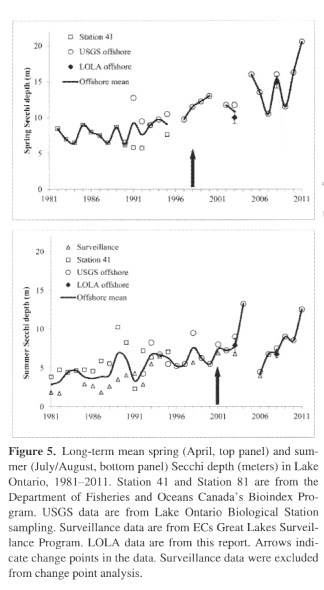 □ Station 41
○ USGS offshore
◆ LOLA offshore
Offshore mean
Spring Secchi depth (m)
20
15
10
5
0
1981
1986
1991
1996
2001
2006
2011
△ Surveillance
□ Station 41
○ USGS offshore
◆ LOLA offshore
Offshore mean
Summer Secchi depth (m)
20
15
10
5
0
1981
1986
1991
1996
2001
2006
2011
Figure 5. Long-term mean spring (April, top panel) and sum-
mer (July/August, bottom panel) Secchi depth (meters) in Lake
Ontario, 1981–2011. Station 41 and Station 81 are from the
Department of Fisheries and Oceans Canada's Bioindex Pro-
gram. USGS data are from Lake Ontario Biological Station
sampling. Surveillance data are from ECs Great Lakes Surveil-
lance Program. LOLA data are from this report. Arrows indi-
cate change points in the data. Surveillance data were excluded
from change point analysis.